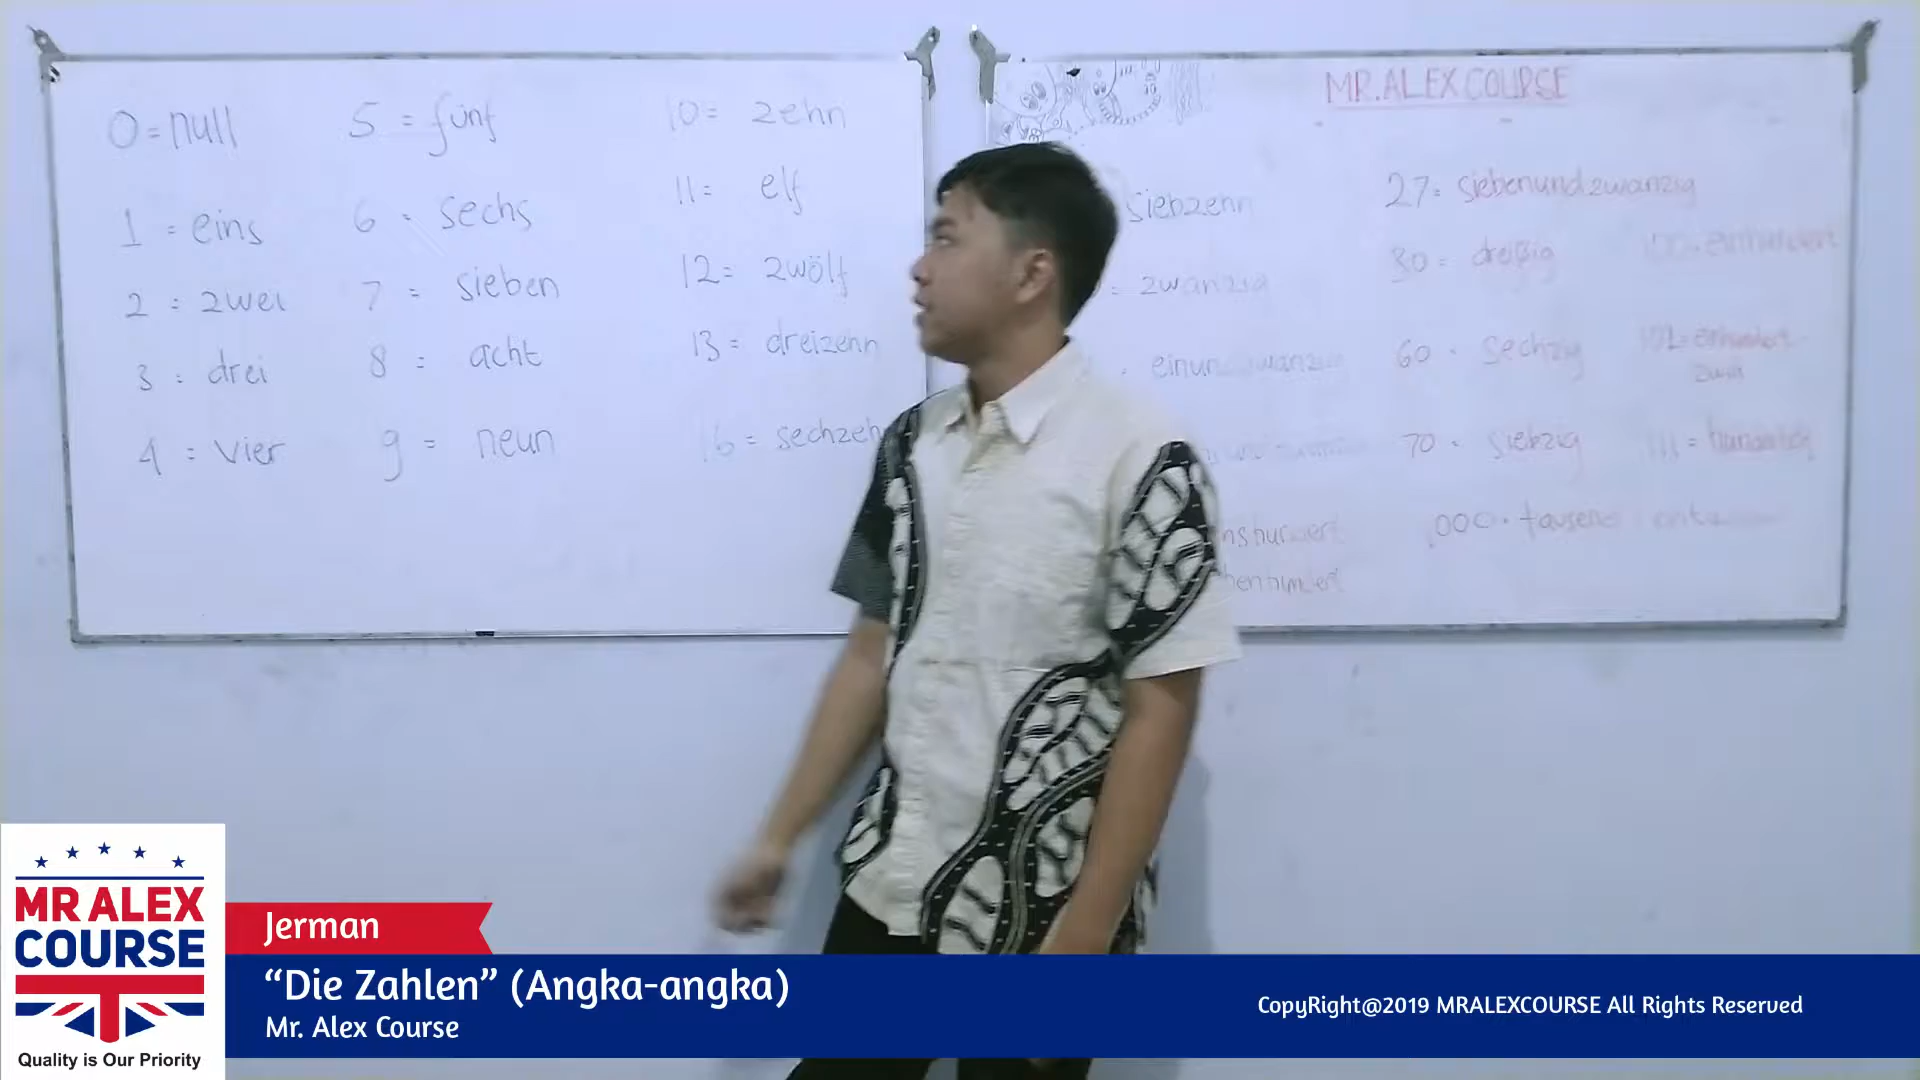 0 = null
1 = eins
2 = zwei
3 = drei
4 = vier
5 = fünf
6 = sechs
7 = sieben
8 = acht
9 = neun
10 = zehn
11 = elf
12 = zwölf
13 = dreizehn
16 = sechzeh
MR. ALEX COURSE
siebzehn
= zwanzig
einundzwanzig
27 = siebenundzwanzig
30 = dreißig
60 = sechzig
70 = siebzig
MR ALEX
COURSE
Quality is Our Priority
Jerman
“Die Zahlen” (Angka-angka)
Mr. Alex Course
CopyRight@2019 MRALEXCOURSE All Rights Reserved